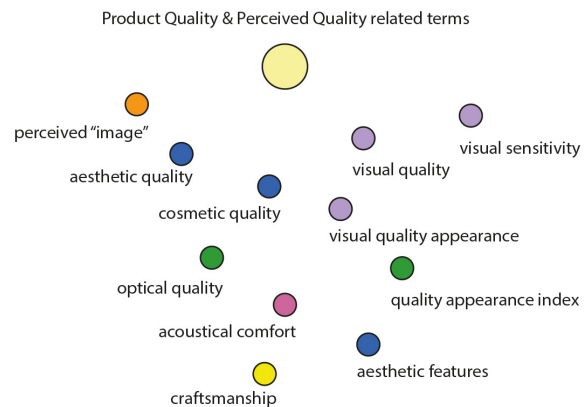 Product Quality & Perceived Quality related terms
perceived “image”
visual sensitivity
visual quality
aesthetic quality
cosmetic quality
visual quality appearance
optical quality
quality appearance index
acoustical comfort
aesthetic features
craftsmanship